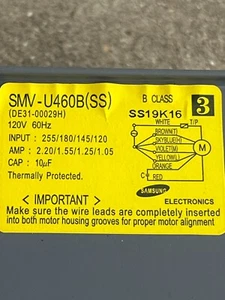 SMV-U460B(SS)
(DE31-00029H)
120V 60Hz
INPUT : 255/180/145/120
AMP : 2.20/1.55/1.25/1.05
CAP : 10µF
Thermally Protected.
B CLASS
3
SS19K16
WHITE
T/P
BROWN(T)
SKYBLUE(H)
VIOLET(M)
YELLOW(L)
ORANGE
M
C
RED
SAMSUNG
ELECTRONICS
< IMPORTANT >
Make sure the wire leads are completely inserted
into both motor housing grooves for proper motor alignment